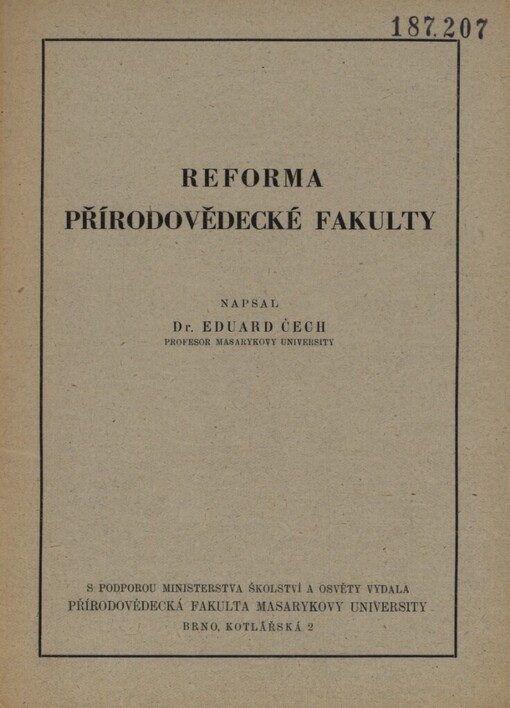 187.207
REFORMA
PŘÍRODOVĚDECKÉ FAKULTY
NAPSAL
Dr. EDUARD ČECH
PROFESOR MASARYKOVY UNIVERSITY
S PODPOROU MINISTERSTVA ŠKOLSTVÍ A OSVĚTY VYDALA
PŘÍRODOVĚDECKÁ FAKULTA MASARYKOVY UNIVERSITY
BRNO, KOTLÁŘSKÁ 2